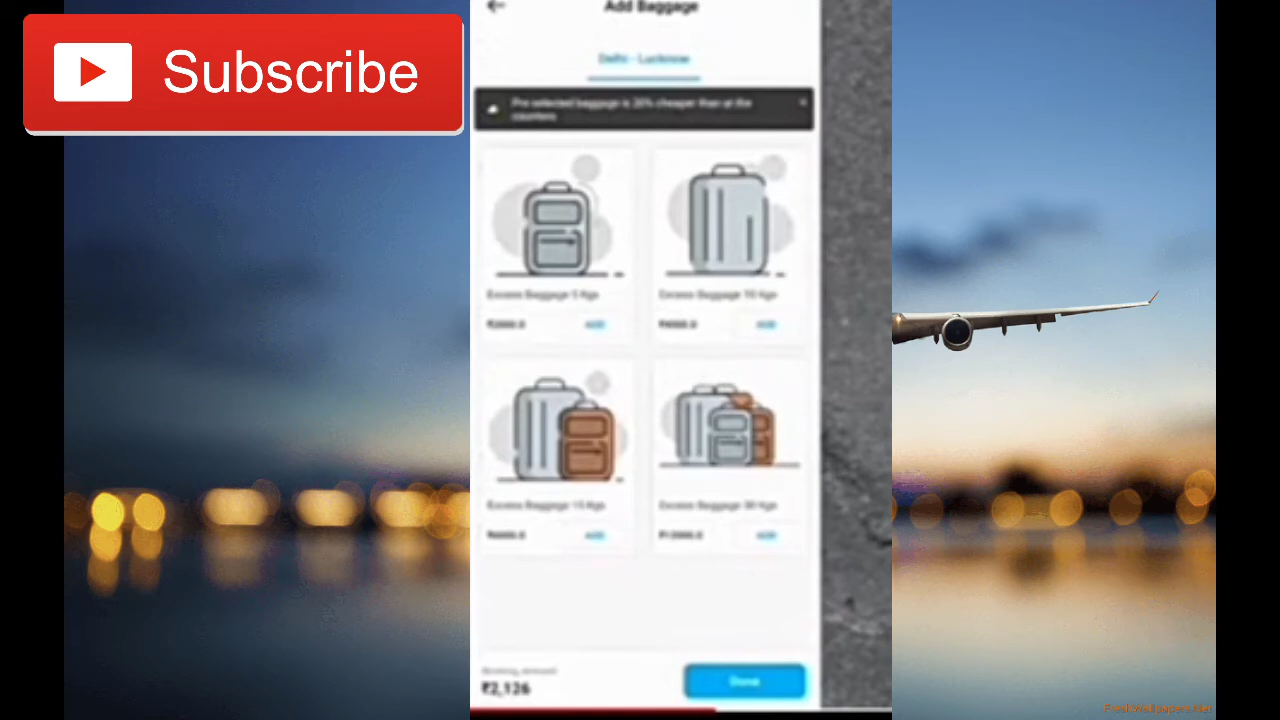 Subscribe
Add Baggage
Delhi - Lucknow
Pre selected baggage is 20% cheaper than at the
counters
Excess Baggage 5 Kgs
Excess Baggage 10 Kgs
ADD
ADD
Excess Baggage 15 Kgs
Excess Baggage 30 Kgs
ADD
ADD
₹2,126
Done
FreshWallpapers.Net